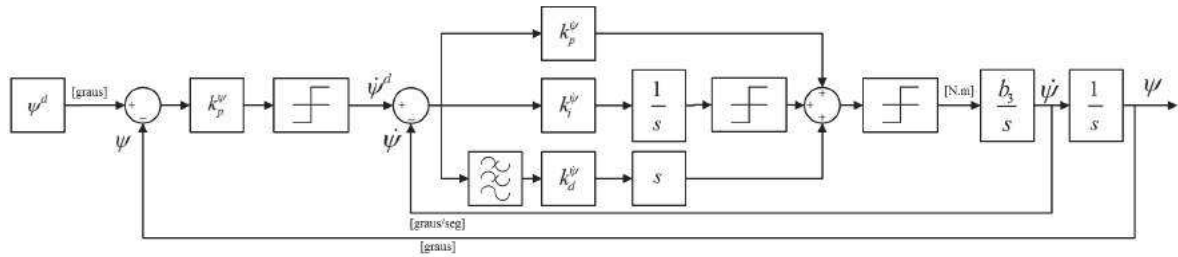 k_p^ψ̇
ψ^d
[graus]
+
−
k_p^ψ
ψ̇^d
+
−
k_i^ψ̇
1/s
+
+
+
[N.m]
b_3/s
ψ̇
1/s
ψ
ψ
ψ̇
k_d^ψ̇
s
[graus/seg]
[graus]